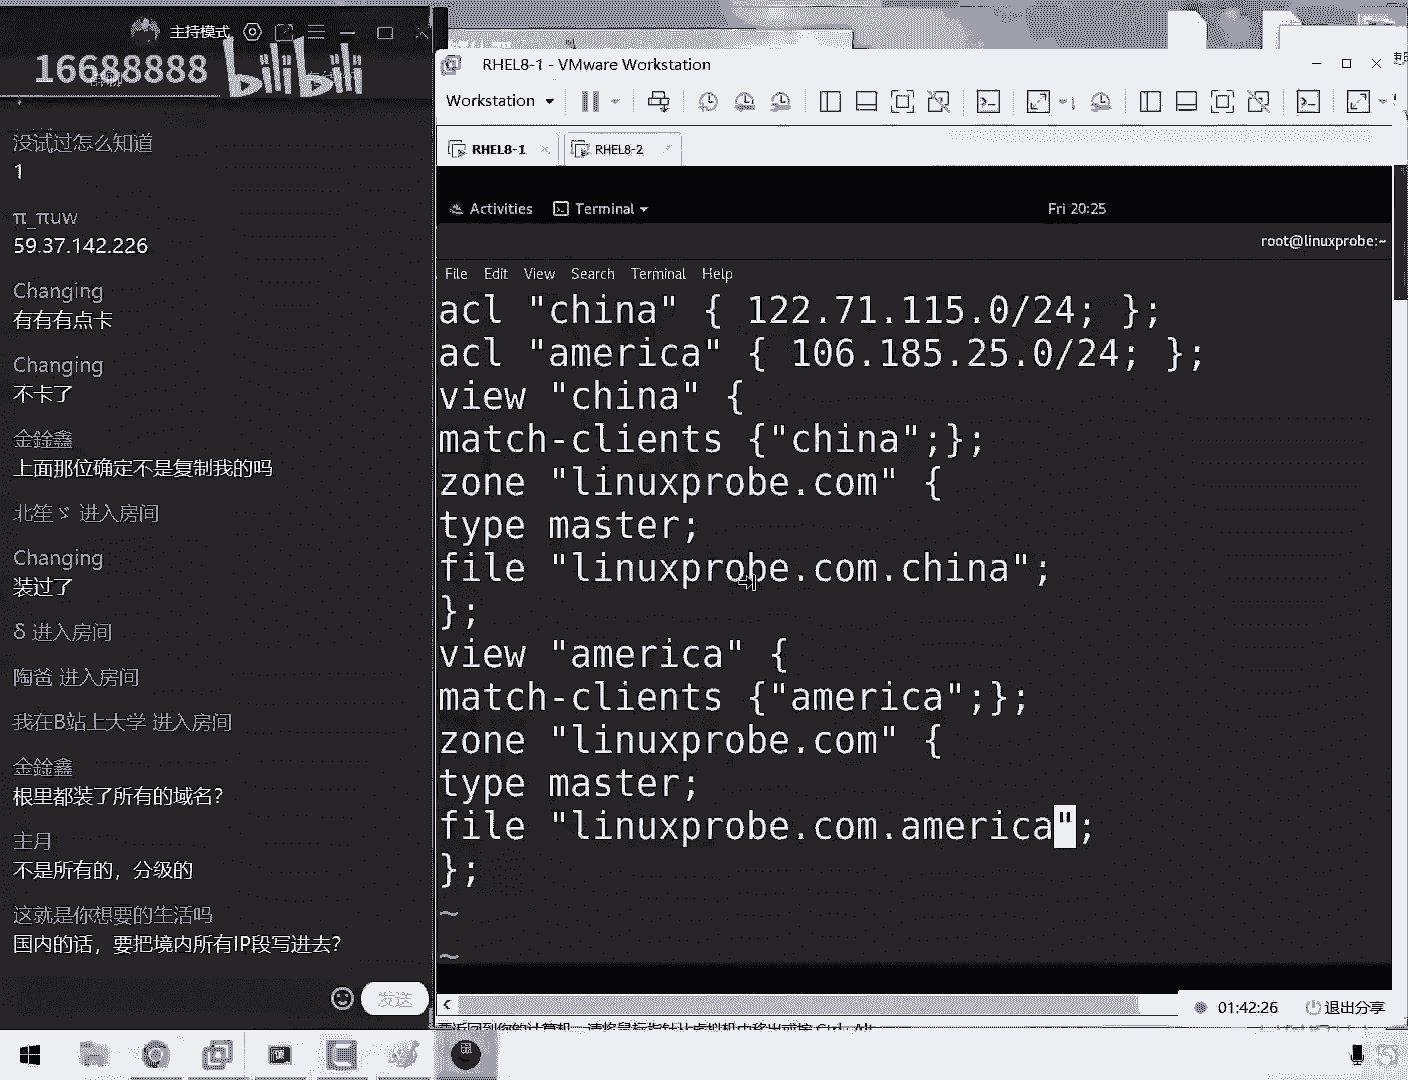 主持模式
16688888 bilibili
没试过怎么知道
1
π_πuw
59.37.142.226
Changing
有有有点卡
Changing
不卡了
金銓鑫
上面那位确定不是复制我的吗
北笙ゞ 进入房间
Changing
装过了
δ 进入房间
陶爸 进入房间
我在B站上大学 进入房间
金銓鑫
根里都装了所有的域名?
主月
不是所有的，分级的
这就是你想要的生活吗
国内的话，要把境内所有IP段写进去?
发送
RHEL8-1 - VMware Workstation
Workstation
RHEL8-1
RHEL8-2
Activities
Terminal
Fri 20:25
root@linuxprobe:~
File Edit View Search Terminal Help
acl "china" { 122.71.115.0/24; };
acl "america" { 106.185.25.0/24; };
view "china" {
match-clients {"china";};
zone "linuxprobe.com" {
type master;
file "linuxprobe.com.china";
};
view "america" {
match-clients {"america";};
zone "linuxprobe.com" {
type master;
file "linuxprobe.com.america";
};
~
~
01:42:26
退出分享